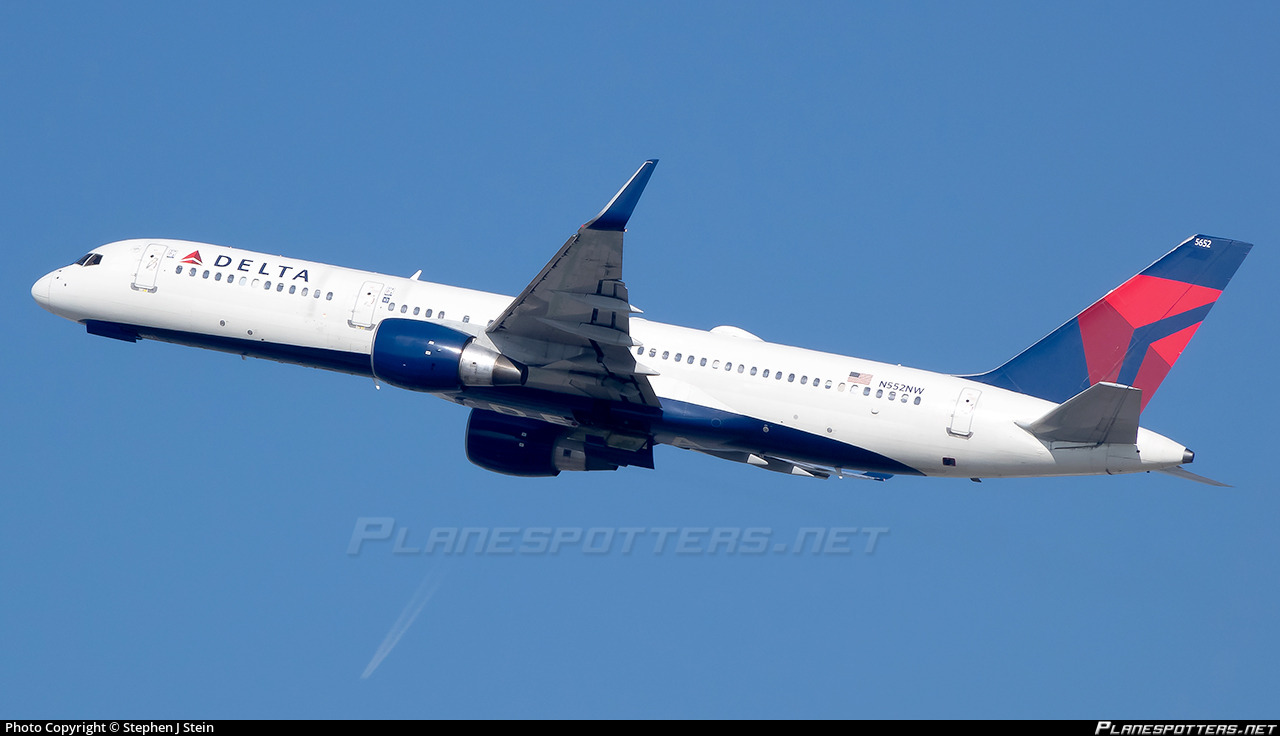 5652
DELTA
N552NW
PLANESPOTTERS.NET
Photo Copyright © Stephen J Stein
PLANESPOTTERS.NET